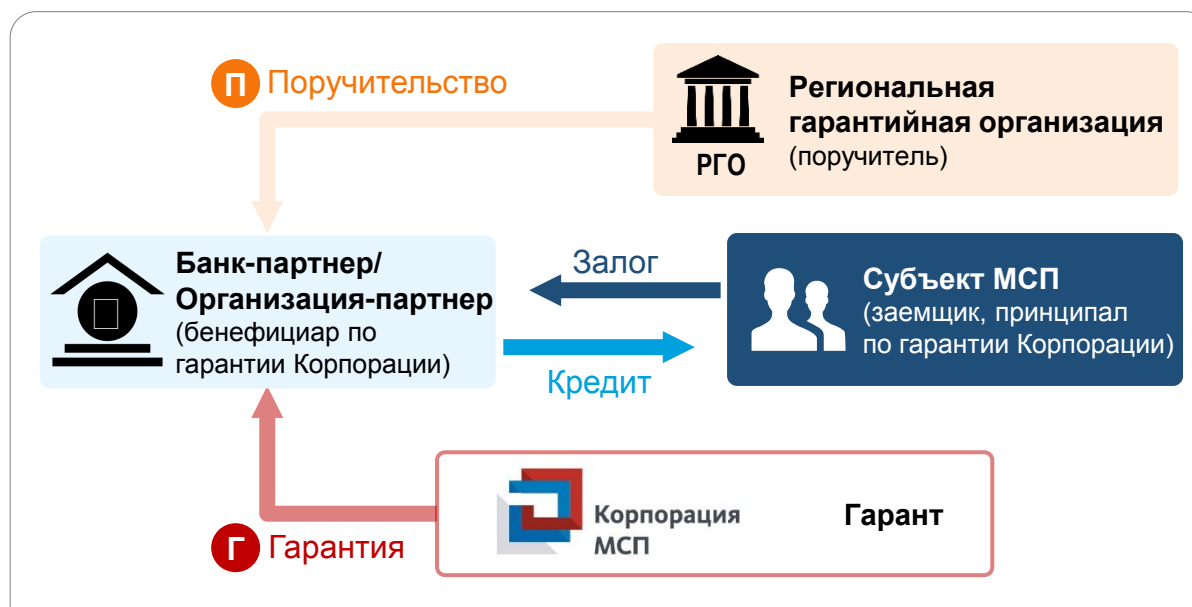 П Поручительство
Региональная
гарантийная организация
(поручитель)
РГО
Банк-партнер/
Организация-партнер
(бенефициар по
гарантии Корпорации)
Залог
Кредит
Субъект МСП
(заемщик, принципал
по гарантии Корпорации)
Г Гарантия
Корпорация
МСП
Гарант